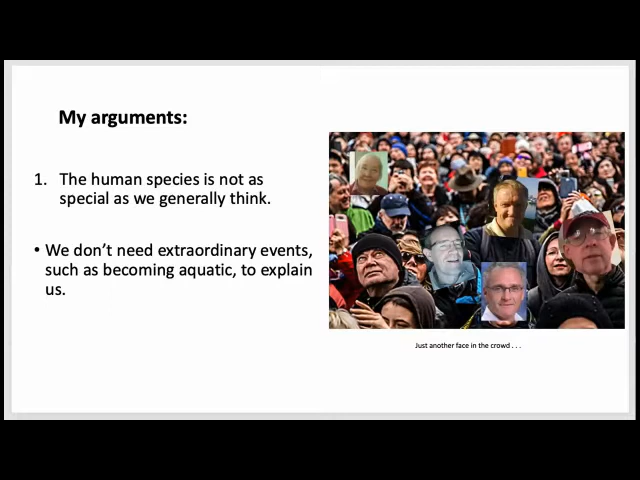 My arguments:
1. The human species is not as
special as we generally think.
• We don’t need extraordinary events,
such as becoming aquatic, to explain
us.
Just another face in the crowd . . .